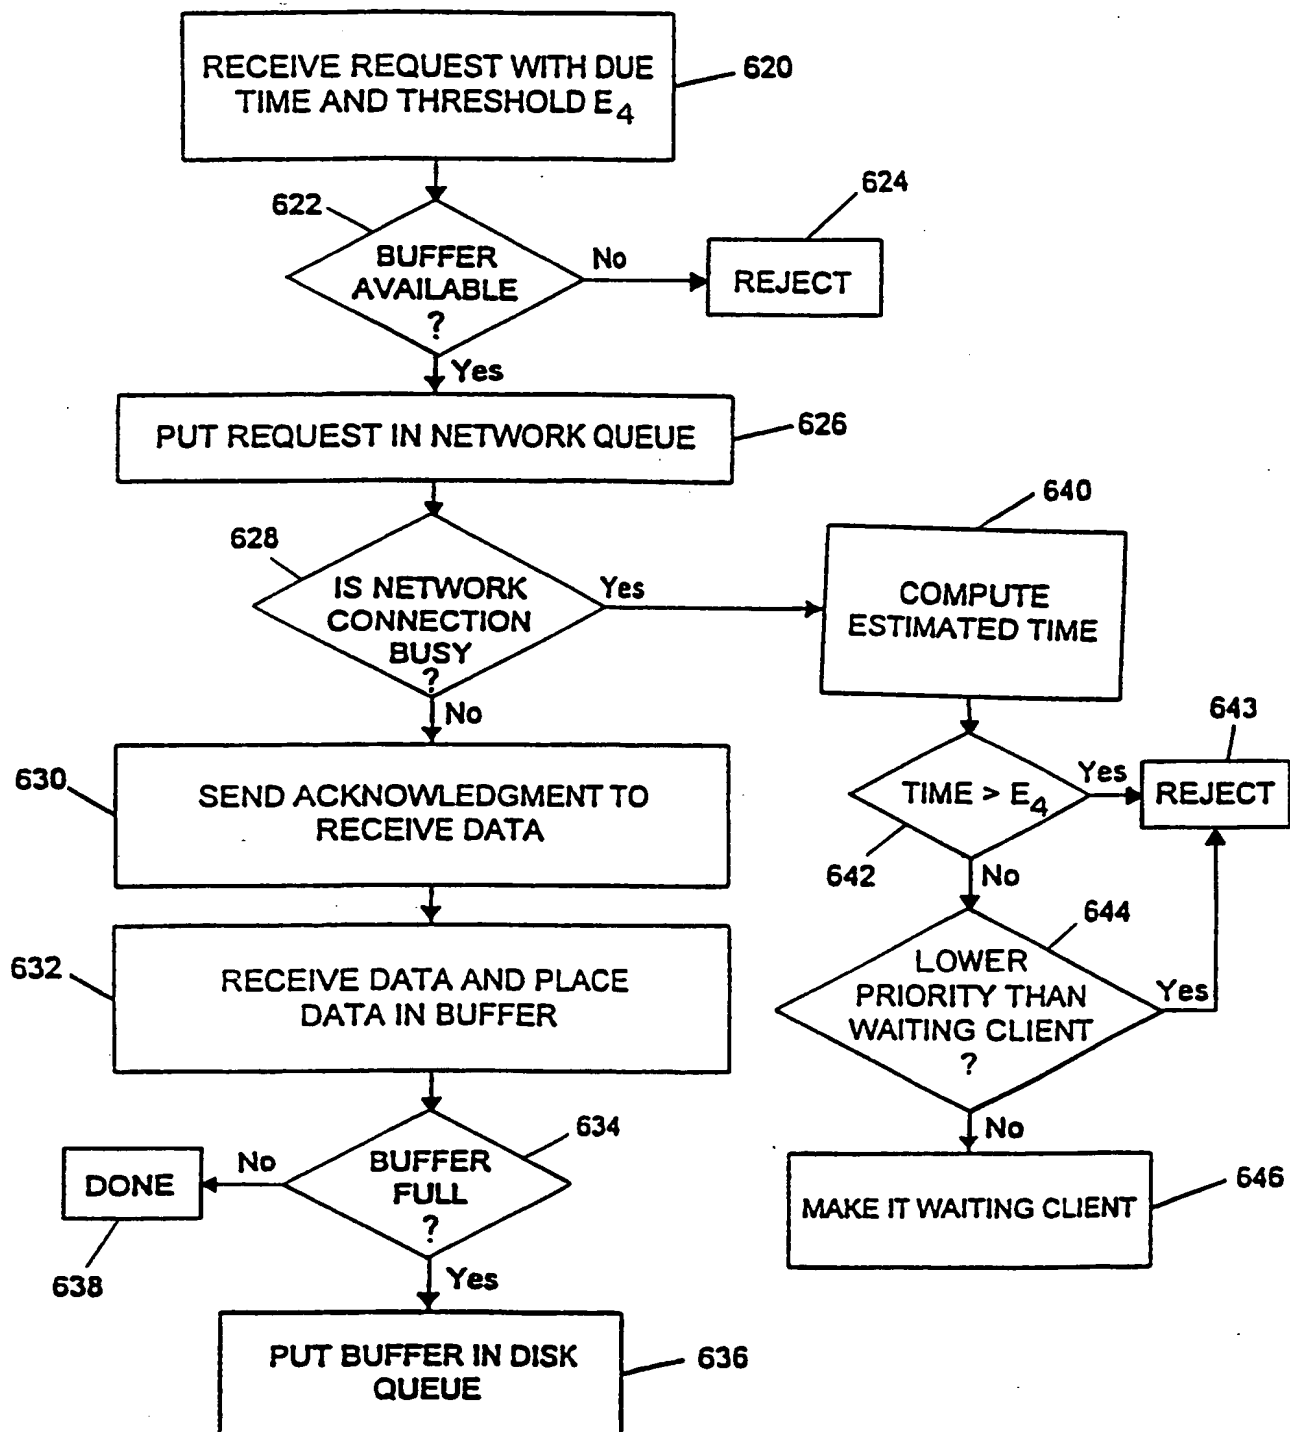 RECEIVE REQUEST WITH DUE
TIME AND THRESHOLD E4
620
622
BUFFER
AVAILABLE
?
No
624
REJECT
Yes
PUT REQUEST IN NETWORK QUEUE
626
628
IS NETWORK
CONNECTION
BUSY
?
Yes
640
COMPUTE
ESTIMATED TIME
No
630
SEND ACKNOWLEDGMENT TO
RECEIVE DATA
TIME > E4
642
Yes
643
REJECT
No
632
RECEIVE DATA AND PLACE
DATA IN BUFFER
644
LOWER
PRIORITY THAN
WAITING CLIENT
?
Yes
No
MAKE IT WAITING CLIENT
646
634
BUFFER
FULL
?
No
DONE
638
Yes
PUT BUFFER IN DISK
QUEUE
636